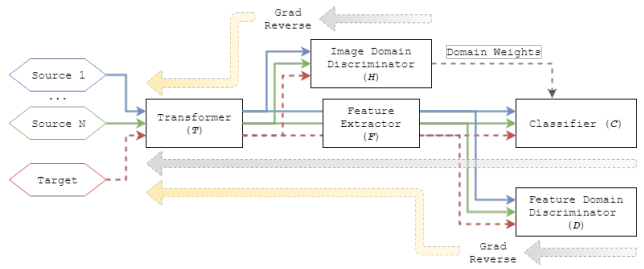 Grad
Reverse
Source 1
...
Source N
Target
Transformer
(T)
Image Domain
Discriminator
(H)
Domain Weights
Feature
Extractor
(F)
Classifier (C)
Feature Domain
Discriminator
(D)
Grad
Reverse